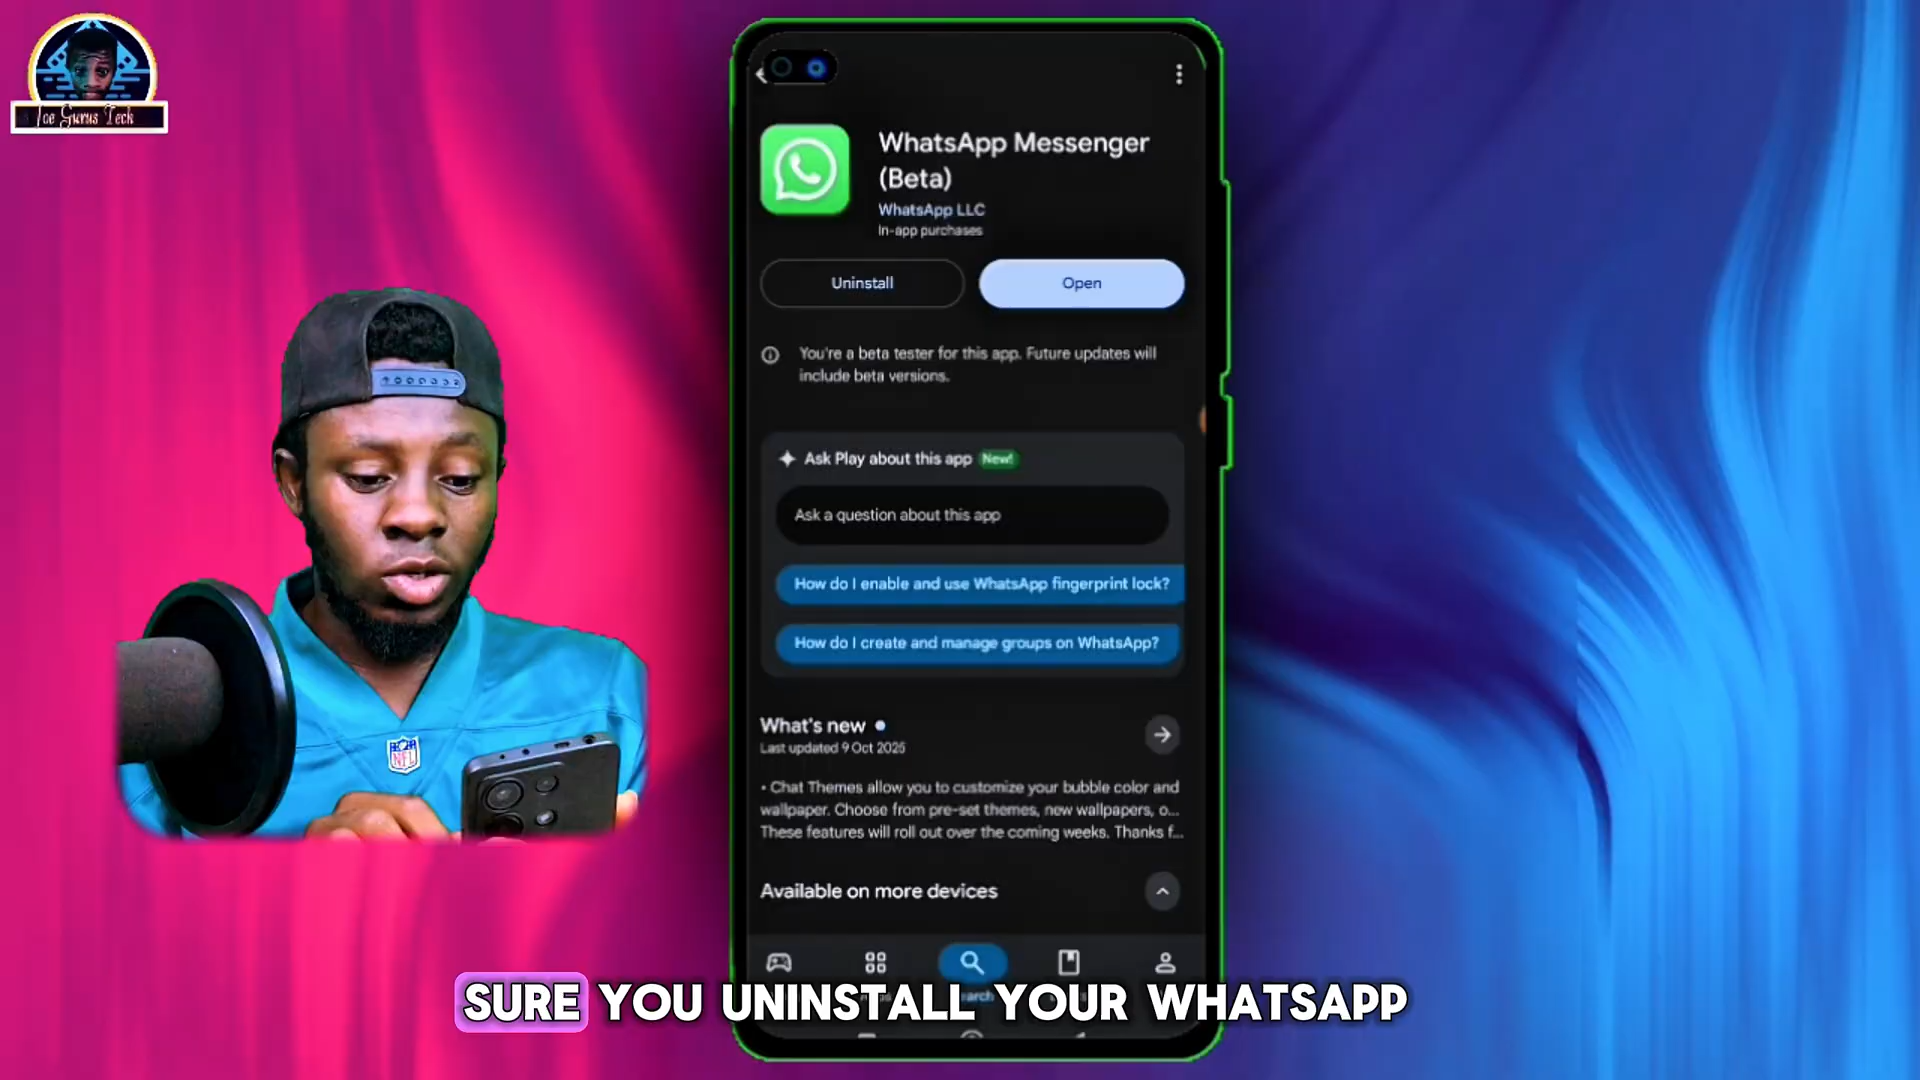 Joe Gurus Teck
WhatsApp Messenger
(Beta)
WhatsApp LLC
In-app purchases
Uninstall
Open
You're a beta tester for this app. Future updates will
include beta versions.
Ask Play about this app New!
Ask a question about this app
How do I enable and use WhatsApp fingerprint lock?
How do I create and manage groups on WhatsApp?
What's new
Last updated 9 Oct 2025
• Chat Themes allow you to customize your bubble color and
wallpaper. Choose from pre-set themes, new wallpapers, o...
These features will roll out over the coming weeks. Thanks f...
Available on more devices
SURE YOU UNINSTALL YOUR WHATSAPP
NFL